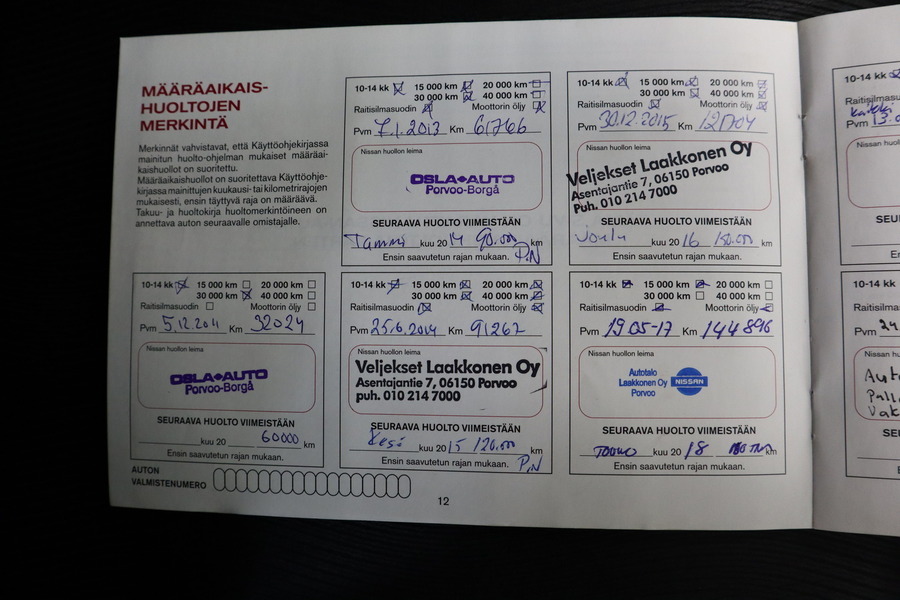 MÄÄRÄAIKAIS-
HUOLTOJEN
MERKINTÄ
Merkinnät vahvistavat, että Käyttöohjekirjassa
mainitun huolto-ohjelman mukaiset määräai-
kaishuollot on suoritettu.
Määräaikaishuollot on suoritettava Käyttöohje-
kirjassa mainittujen kuukausi- tai kilometrirajojen
mukaisesti, ensin täyttyvä raja on määräävä.
Takuu- ja huoltokirja huoltomerkintöineen on
annettava auton seuraavalle omistajalle.
10-14 kk 15 000 km 20 000 km
30 000 km 40 000 km
Raitisilmasuodin Moottorin öljy
Pvm 5.12.2011 Km 32024
Nissan huollon leima
OSLA AUTO
Porvoo-Borgå
SEURAAVA HUOLTO VIIMEISTÄÄN
kuu 20 60000 km
Ensin saavutetun rajan mukaan.
AUTON
VALMISTENUMERO
10-14 kk 15 000 km 20 000 km
30 000 km 40 000 km
Raitisilmasuodin Moottorin öljy
Pvm 7.1.2013 Km 61766
Nissan huollon leima
OSLA AUTO
Porvoo-Borgå
SEURAAVA HUOLTO VIIMEISTÄÄN
Tammi kuu 2014 90.000 km
Ensin saavutetun rajan mukaan. P.N
10-14 kk 15 000 km 20 000 km
30 000 km 40 000 km
Raitisilmasuodin Moottorin öljy
Pvm 25.6.2014 Km 91262
Nissan huollon leima
Veljekset Laakkonen Oy
Asentajantie 7, 06150 Porvoo
puh. 010 214 7000
SEURAAVA HUOLTO VIIMEISTÄÄN
Kesä kuu 2015 120.000 km
Ensin saavutetun rajan mukaan. P.N
10-14 kk 15 000 km 20 000 km
30 000 km 40 000 km
Raitisilmasuodin Moottorin öljy
Pvm 30.12.2015 Km 121704
Nissan huollon leima
Veljekset Laakkonen Oy
Asentajantie 7, 06150 Porvoo
Puh. 010 214 7000
SEURAAVA HUOLTO VIIMEISTÄÄN
Joulu kuu 2016 150.000 km
Ensin saavutetun rajan mukaan.
10-14 kk 15 000 km 20 000 km
30 000 km 40 000 km
Raitisilmasuodin Moottorin öljy
Pvm 19.05-17 Km 144896
Nissan huollon leima
Autotalo
Laakkonen Oy
Porvoo
NISSAN
SEURAAVA HUOLTO VIIMEISTÄÄN
kuu 2018 km
Ensin saavutetun rajan mukaan.
12
10-14 kk
Pvm
Nissan
10-14 kk
Pvm 24
Nissan hu